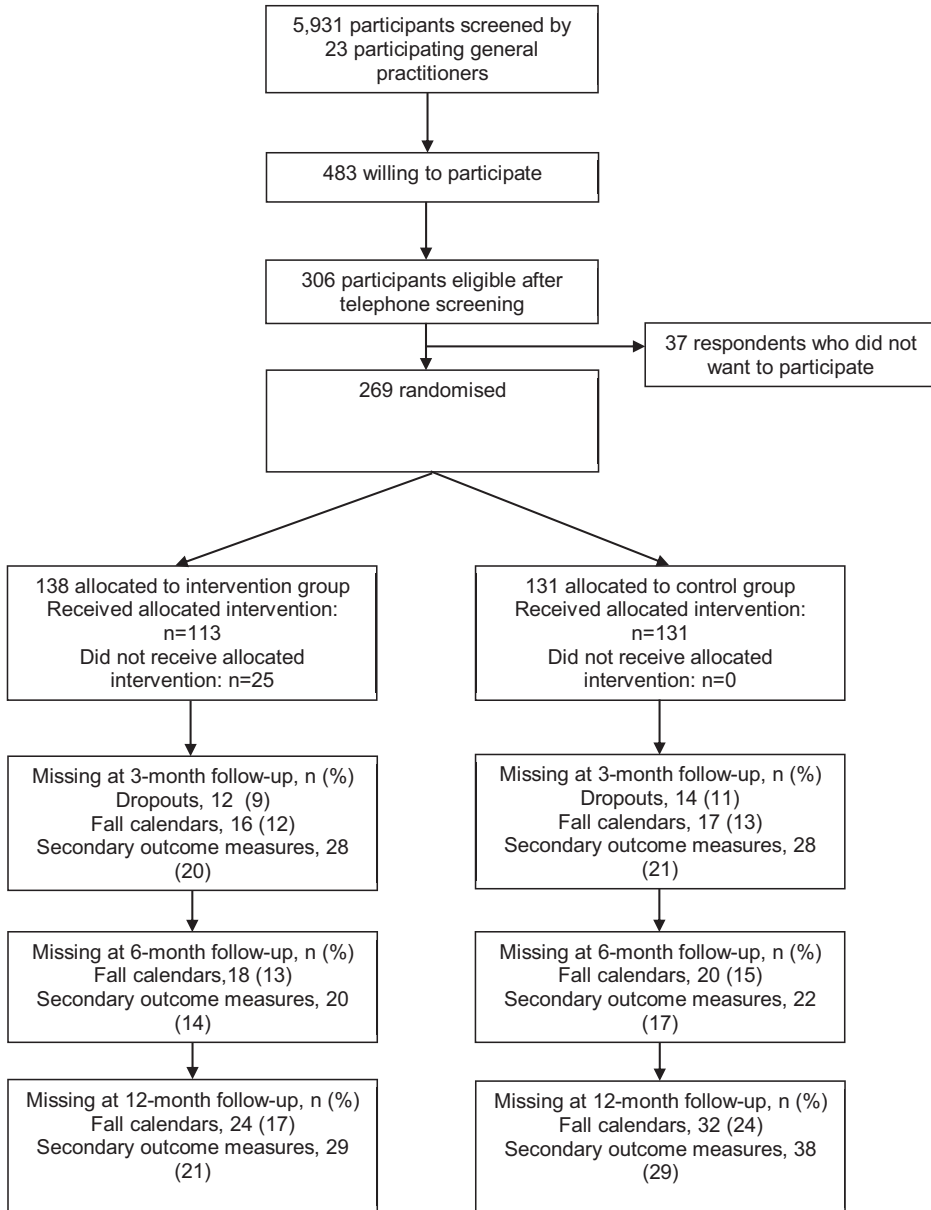 5,931 participants screened by
23 participating general
practitioners
483 willing to participate
306 participants eligible after
telephone screening
37 respondents who did not
want to participate
269 randomised
138 allocated to intervention group
Received allocated intervention:
n=113
Did not receive allocated
intervention: n=25
131 allocated to control group
Received allocated intervention:
n=131
Did not receive allocated
intervention: n=0
Missing at 3-month follow-up, n (%)
Dropouts, 12 (9)
Fall calendars, 16 (12)
Secondary outcome measures, 28
(20)
Missing at 3-month follow-up, n (%)
Dropouts, 14 (11)
Fall calendars, 17 (13)
Secondary outcome measures, 28
(21)
Missing at 6-month follow-up, n (%)
Fall calendars,18 (13)
Secondary outcome measures, 20
(14)
Missing at 6-month follow-up, n (%)
Fall calendars, 20 (15)
Secondary outcome measures, 22
(17)
Missing at 12-month follow-up, n (%)
Fall calendars, 24 (17)
Secondary outcome measures, 29
(21)
Missing at 12-month follow-up, n (%)
Fall calendars, 32 (24)
Secondary outcome measures, 38
(29)